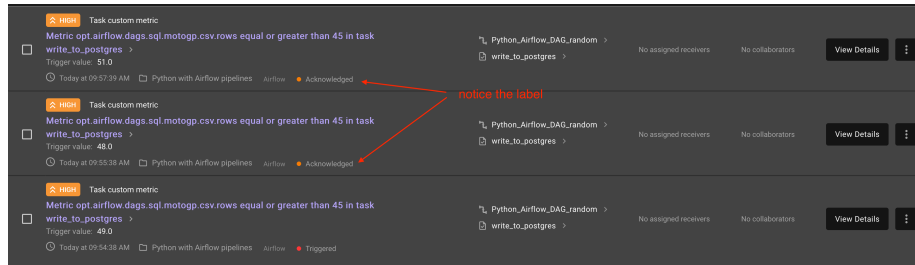 HIGH Task custom metric
Metric opt.airflow.dags.sql.motogp.csv.rows equal or greater than 45 in task
write_to_postgres >
Trigger value: 51.0
Today at 09:57:39 AM Python with Airflow pipelines Airflow Acknowledged
Python_Airflow_DAG_random >
write_to_postgres >
No assigned receivers
No collaborators
View Details
notice the label
HIGH Task custom metric
Metric opt.airflow.dags.sql.motogp.csv.rows equal or greater than 45 in task
write_to_postgres >
Trigger value: 48.0
Today at 09:55:38 AM Python with Airflow pipelines Airflow Acknowledged
Python_Airflow_DAG_random >
write_to_postgres >
No assigned receivers
No collaborators
View Details
HIGH Task custom metric
Metric opt.airflow.dags.sql.motogp.csv.rows equal or greater than 45 in task
write_to_postgres >
Trigger value: 49.0
Today at 09:54:38 AM Python with Airflow pipelines Airflow Triggered
Python_Airflow_DAG_random >
write_to_postgres >
No assigned receivers
No collaborators
View Details